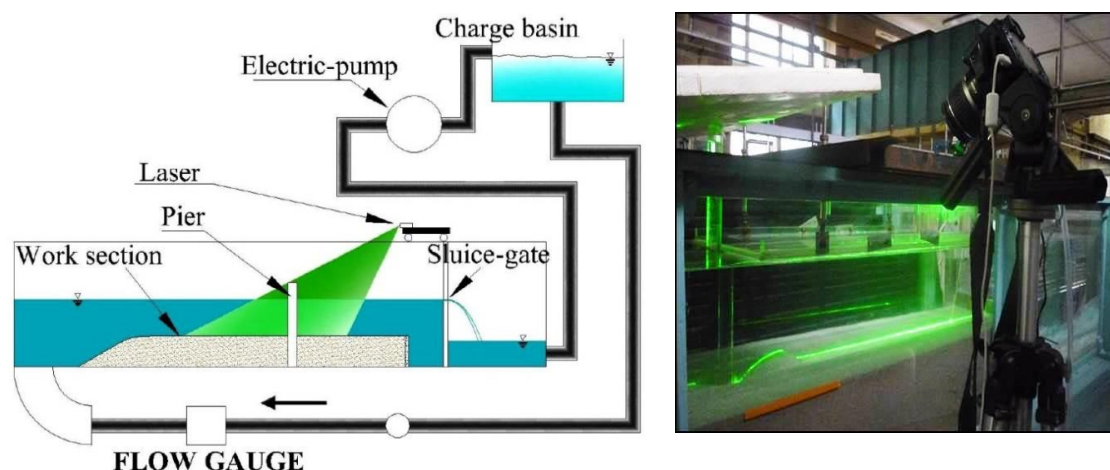 Charge basin
Electric-pump
Laser
Pier
Work section
Sluice-gate
FLOW GAUGE